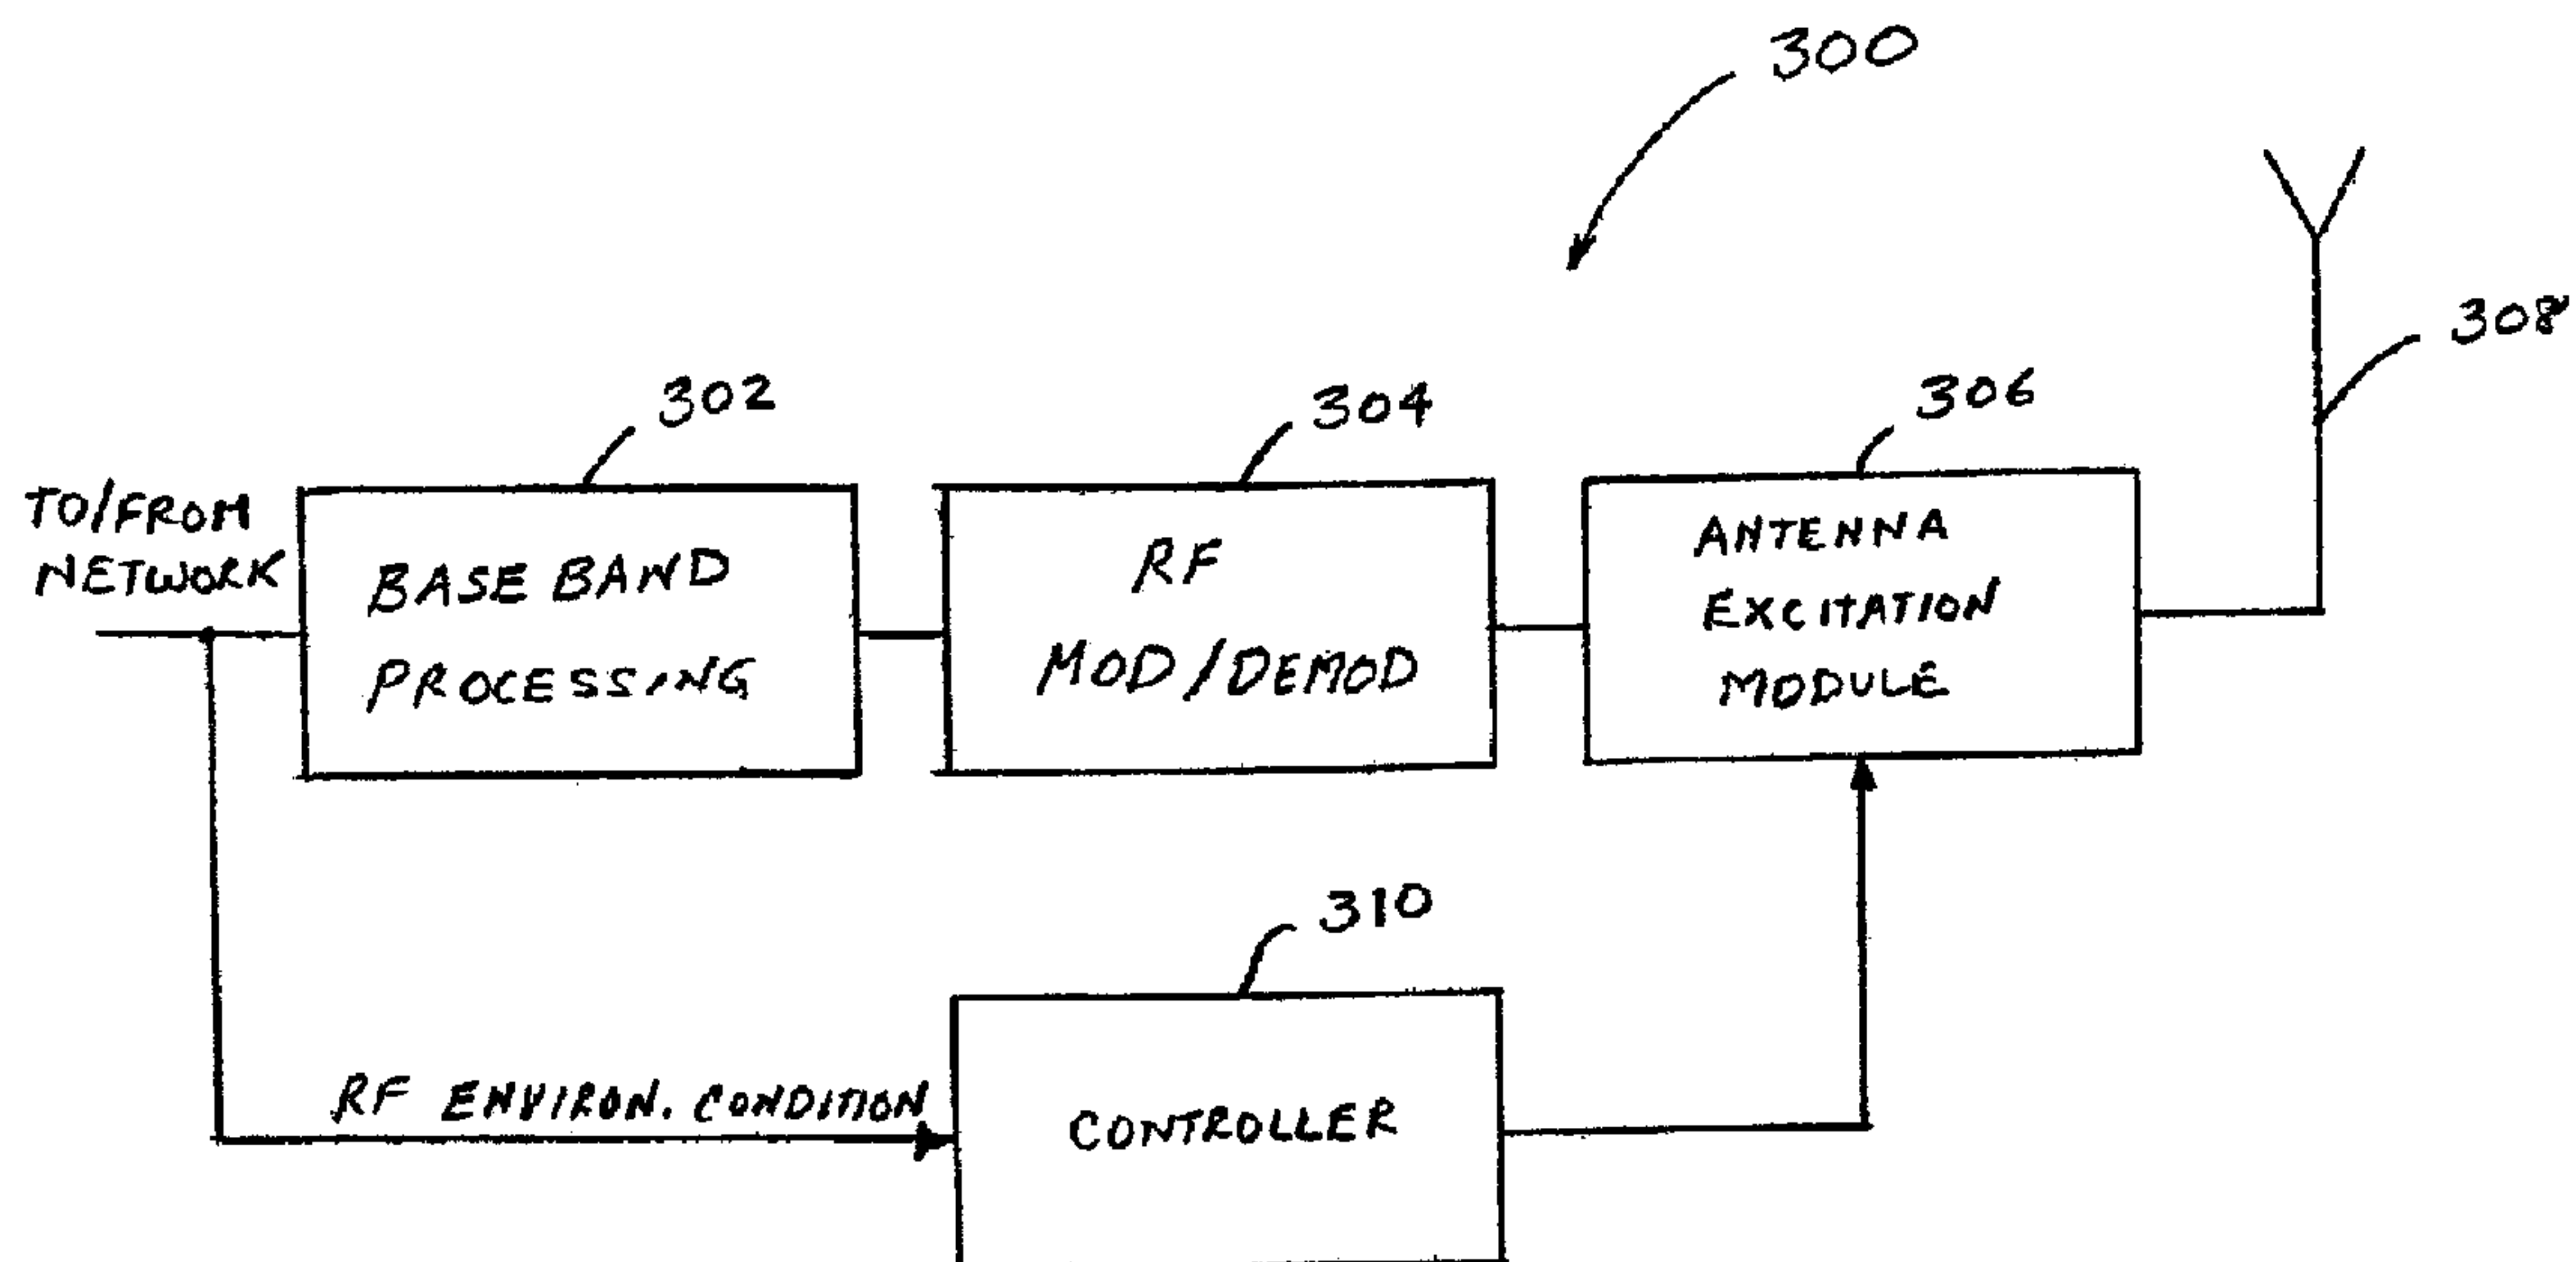 300
308
302
304
306
TO/FROM
NETWORK
BASE BAND
PROCESSING
RF
MOD/DEMOD
ANTENNA
EXCITATION
MODULE
310
RF ENVIRON. CONDITION
CONTROLLER